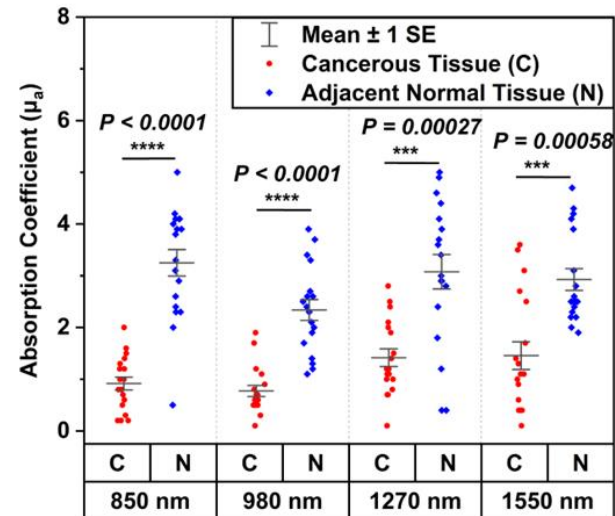 8
6
4
2
0
Absorption Coefficient (μₐ)
Mean ± 1 SE
Cancerous Tissue (C)
Adjacent Normal Tissue (N)
P < 0.0001
****
P < 0.0001
****
P = 0.00027
***
P = 0.00058
***
C N C N C N C N
850 nm 980 nm 1270 nm 1550 nm